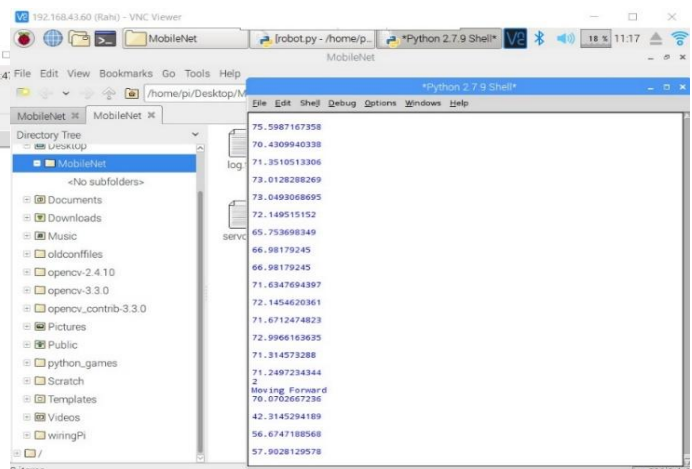 192.168.43.60 (Rahi) - VNC Viewer
MobileNet
[robot.py - /home/p...
*Python 2.7.9 Shell*
18 %
11:17
MobileNet
File Edit View Bookmarks Go Tools Help
/home/pi/Desktop/M
MobileNet
MobileNet
Directory Tree
Desktop
MobileNet
<No subfolders>
Documents
Downloads
Music
oldconffiles
opencv-2.4.10
opencv-3.3.0
opencv_contrib-3.3.0
Pictures
Public
python_games
Scratch
Templates
Videos
wiringPi
/
log.
servo
*Python 2.7.9 Shell*
File Edit Shell Debug Options Windows Help
75.5987167358
70.4309940338
71.3510513306
73.0128288269
73.0493068695
72.149515152
65.753698349
66.98179245
66.98179245
71.6347694397
72.1454620361
71.6712474823
72.9966163635
71.314573288
71.2497234344
2
Moving Forward
70.0702667236
42.3145294189
56.6747188568
57.9028129578